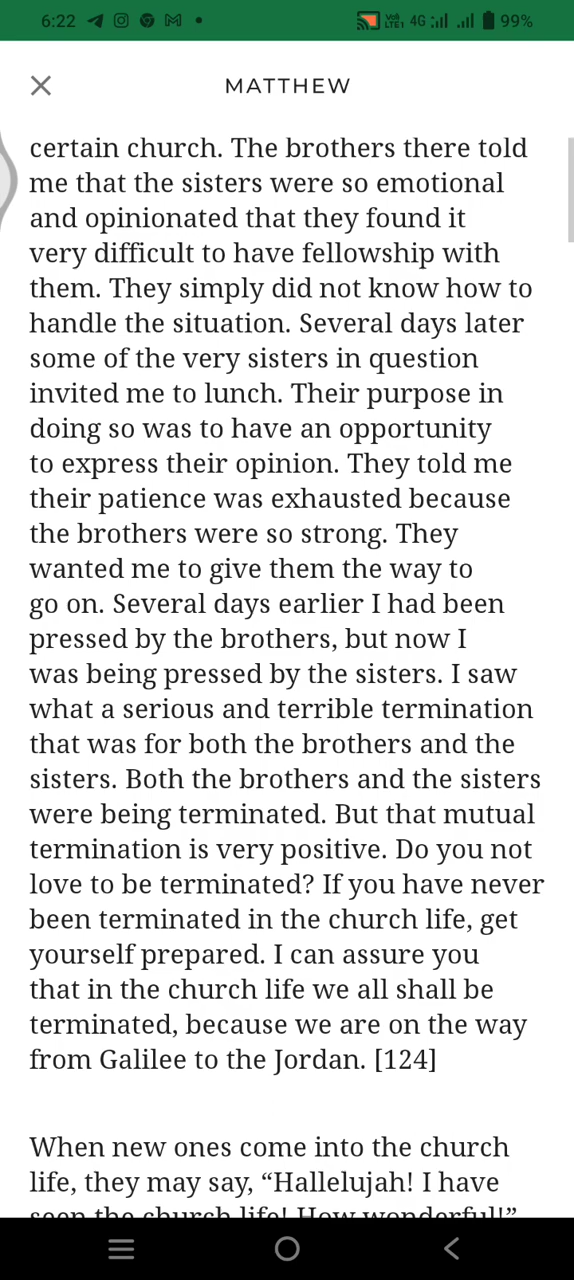 6:22
VoD LTE1 4G 99%
MATTHEW
certain church. The brothers there told
me that the sisters were so emotional
and opinionated that they found it
very difficult to have fellowship with
them. They simply did not know how to
handle the situation. Several days later
some of the very sisters in question
invited me to lunch. Their purpose in
doing so was to have an opportunity
to express their opinion. They told me
their patience was exhausted because
the brothers were so strong. They
wanted me to give them the way to
go on. Several days earlier I had been
pressed by the brothers, but now I
was being pressed by the sisters. I saw
what a serious and terrible termination
that was for both the brothers and the
sisters. Both the brothers and the sisters
were being terminated. But that mutual
termination is very positive. Do you not
love to be terminated? If you have never
been terminated in the church life, get
yourself prepared. I can assure you
that in the church life we all shall be
terminated, because we are on the way
from Galilee to the Jordan. [124]
When new ones come into the church
life, they may say, “Hallelujah! I have
seen the church life! How wonderful!”